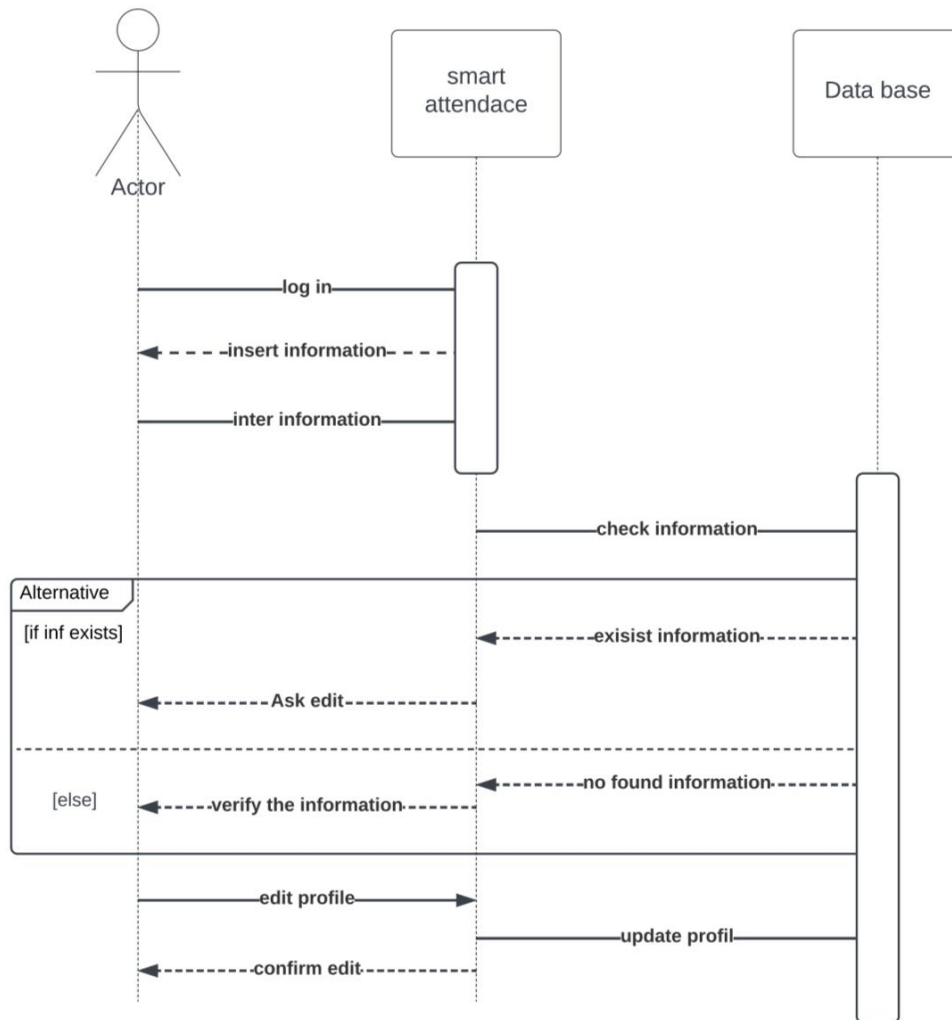 smart
attendace
Data base
Actor
log in
insert information
inter information
check information
Alternative
[if inf exists]
exisist information
Ask edit
no found information
[else]
verify the information
edit profile
update profil
confirm edit